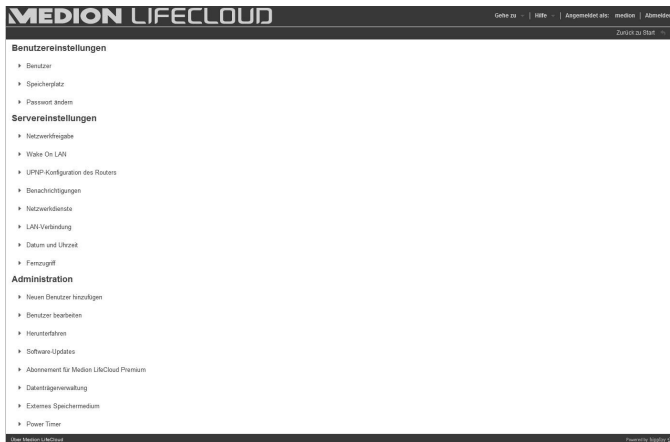 MEDION LIFECLOUD
Gehe zu | Hilfe | Angemeldet als: medion | Abmelden
Zurück zu Start
Benutzereinstellungen
Benutzer
Speicherplatz
Passwort ändern
Servereinstellungen
Netzwerkfreigabe
Wake On LAN
UPNP-Konfiguration des Routers
Benachrichtigungen
Netzwerkdienste
LAN-Verbindung
Datum und Uhrzeit
Fernzugriff
Administration
Neuen Benutzer hinzufügen
Benutzer bearbeiten
Herunterfahren
Software-Updates
Abonnement für Medion LifeCloud Premium
Datenträgerverwaltung
Externes Speichermedium
Power Timer
Über Medion LifeCloud
Powered by